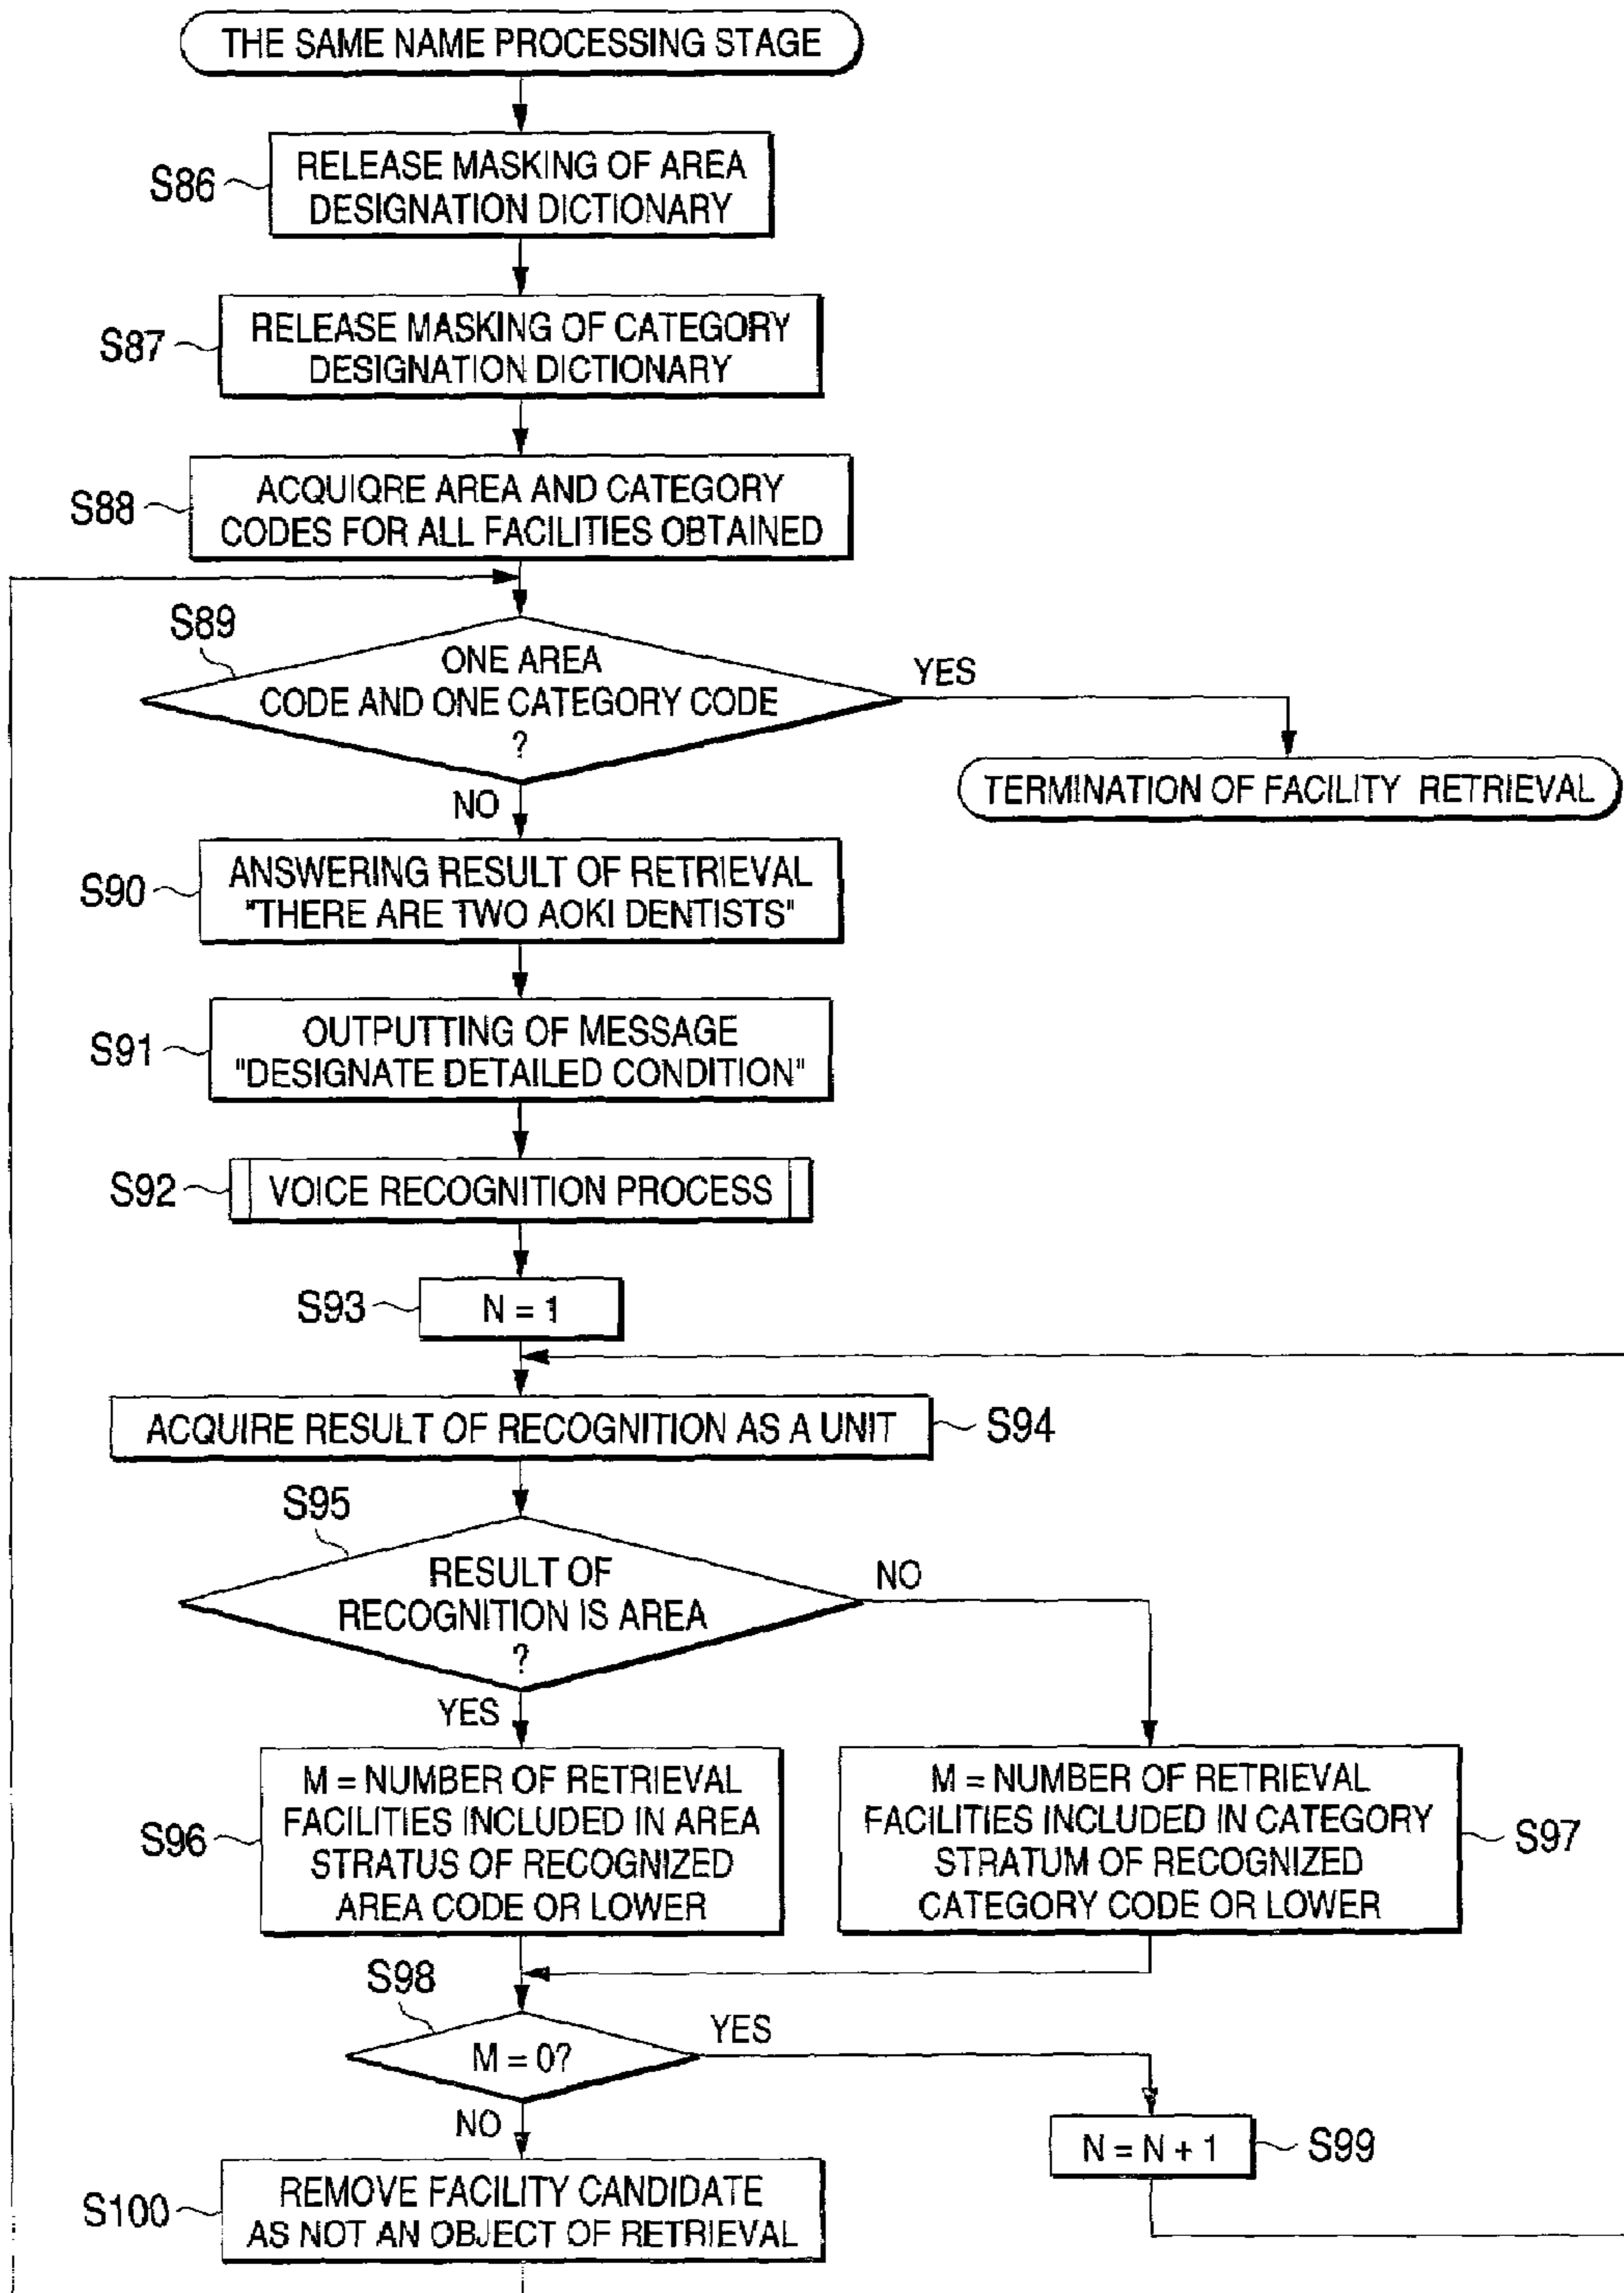 THE SAME NAME PROCESSING STAGE
S86
RELEASE MASKING OF AREA
DESIGNATION DICTIONARY
S87
RELEASE MASKING OF CATEGORY
DESIGNATION DICTIONARY
S88
ACQUIQRE AREA AND CATEGORY
CODES FOR ALL FACILITIES OBTAINED
S89
ONE AREA
CODE AND ONE CATEGORY CODE
?
YES
TERMINATION OF FACILITY RETRIEVAL
NO
S90
ANSWERING RESULT OF RETRIEVAL
"THERE ARE TWO AOKI DENTISTS"
S91
OUTPUTTING OF MESSAGE
"DESIGNATE DETAILED CONDITION"
S92
VOICE RECOGNITION PROCESS
S93
N = 1
ACQUIRE RESULT OF RECOGNITION AS A UNIT
S94
S95
RESULT OF
RECOGNITION IS AREA
?
NO
YES
S96
M = NUMBER OF RETRIEVAL
FACILITIES INCLUDED IN AREA
STRATUS OF RECOGNIZED
AREA CODE OR LOWER
M = NUMBER OF RETRIEVAL
FACILITIES INCLUDED IN CATEGORY
STRATUM OF RECOGNIZED
CATEGORY CODE OR LOWER
S97
S98
M = 0?
YES
NO
N = N + 1
S99
S100
REMOVE FACILITY CANDIDATE
AS NOT AN OBJECT OF RETRIEVAL